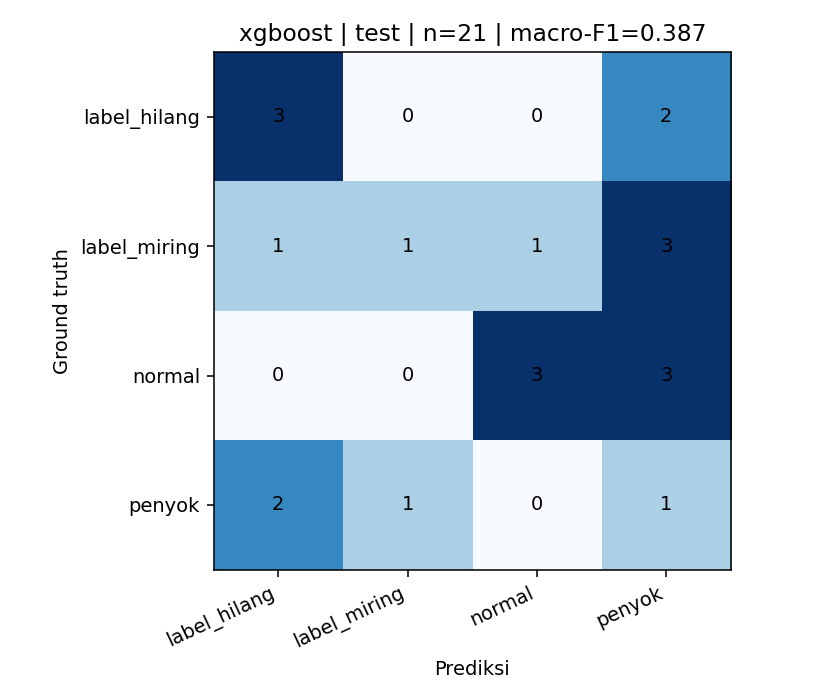 xgboost | test | n=21 | macro-F1=0.387
Ground truth
label_hilang 3 0 0 2
label_miring 1 1 1 3
normal 0 0 3 3
penyok 2 1 0 1
label_hilang label_miring normal penyok
Prediksi